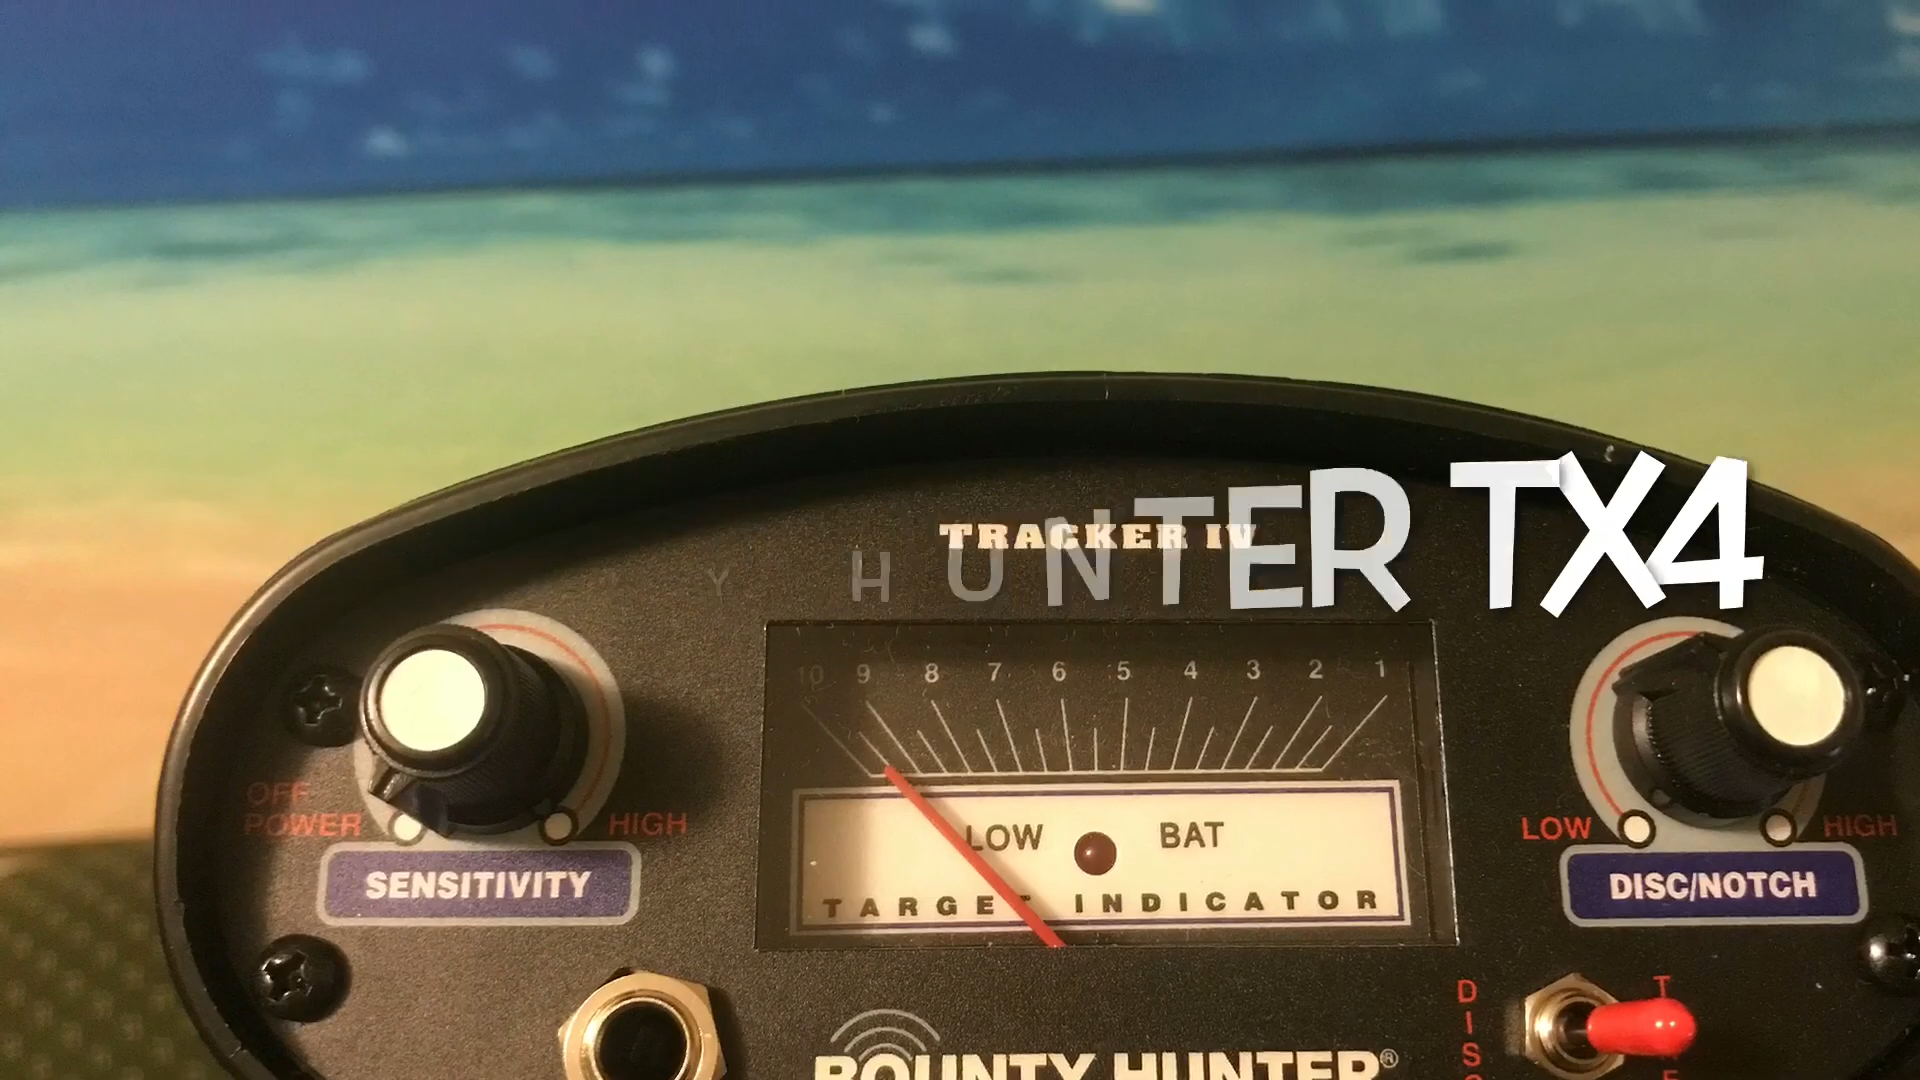 HUNTER TX4
TRACKER IV
10 9 8 7 6 5 4 3 2 1
OFF
POWER
HIGH
SENSITIVITY
LOW BAT
TARGET INDICATOR
LOW
HIGH
DISC/NOTCH
BOUNTY HUNTER®